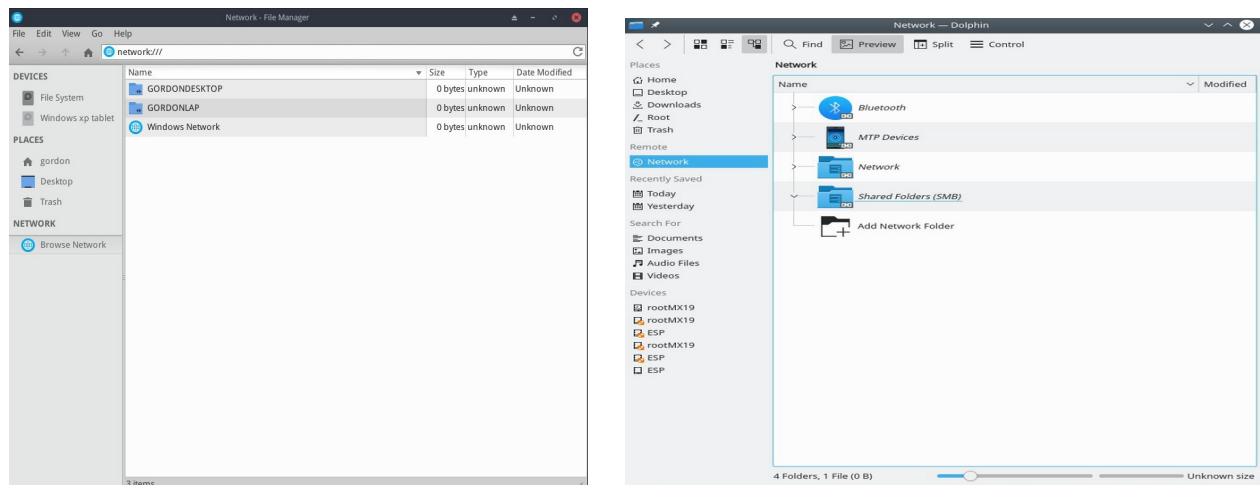 Network - File Manager
File Edit View Go Help
network:///
DEVICES
File System
Windows xp tablet
PLACES
gordon
Desktop
Trash
NETWORK
Browse Network
Name Size Type Date Modified
GORDONDESKTOP 0 bytes unknown Unknown
GORDONLAP 0 bytes unknown Unknown
Windows Network 0 bytes unknown Unknown
3 items
Network — Dolphin
Find Preview Split Control
Places
Home
Desktop
Downloads
Root
Trash
Remote
Network
Recently Saved
Today
Yesterday
Search For
Documents
Images
Audio Files
Videos
Devices
rootMX19
rootMX19
ESP
rootMX19
ESP
ESP
Network
Name Modified
Bluetooth
MTP Devices
Network
Shared Folders (SMB)
Add Network Folder
4 Folders, 1 File (0 B) Unknown size